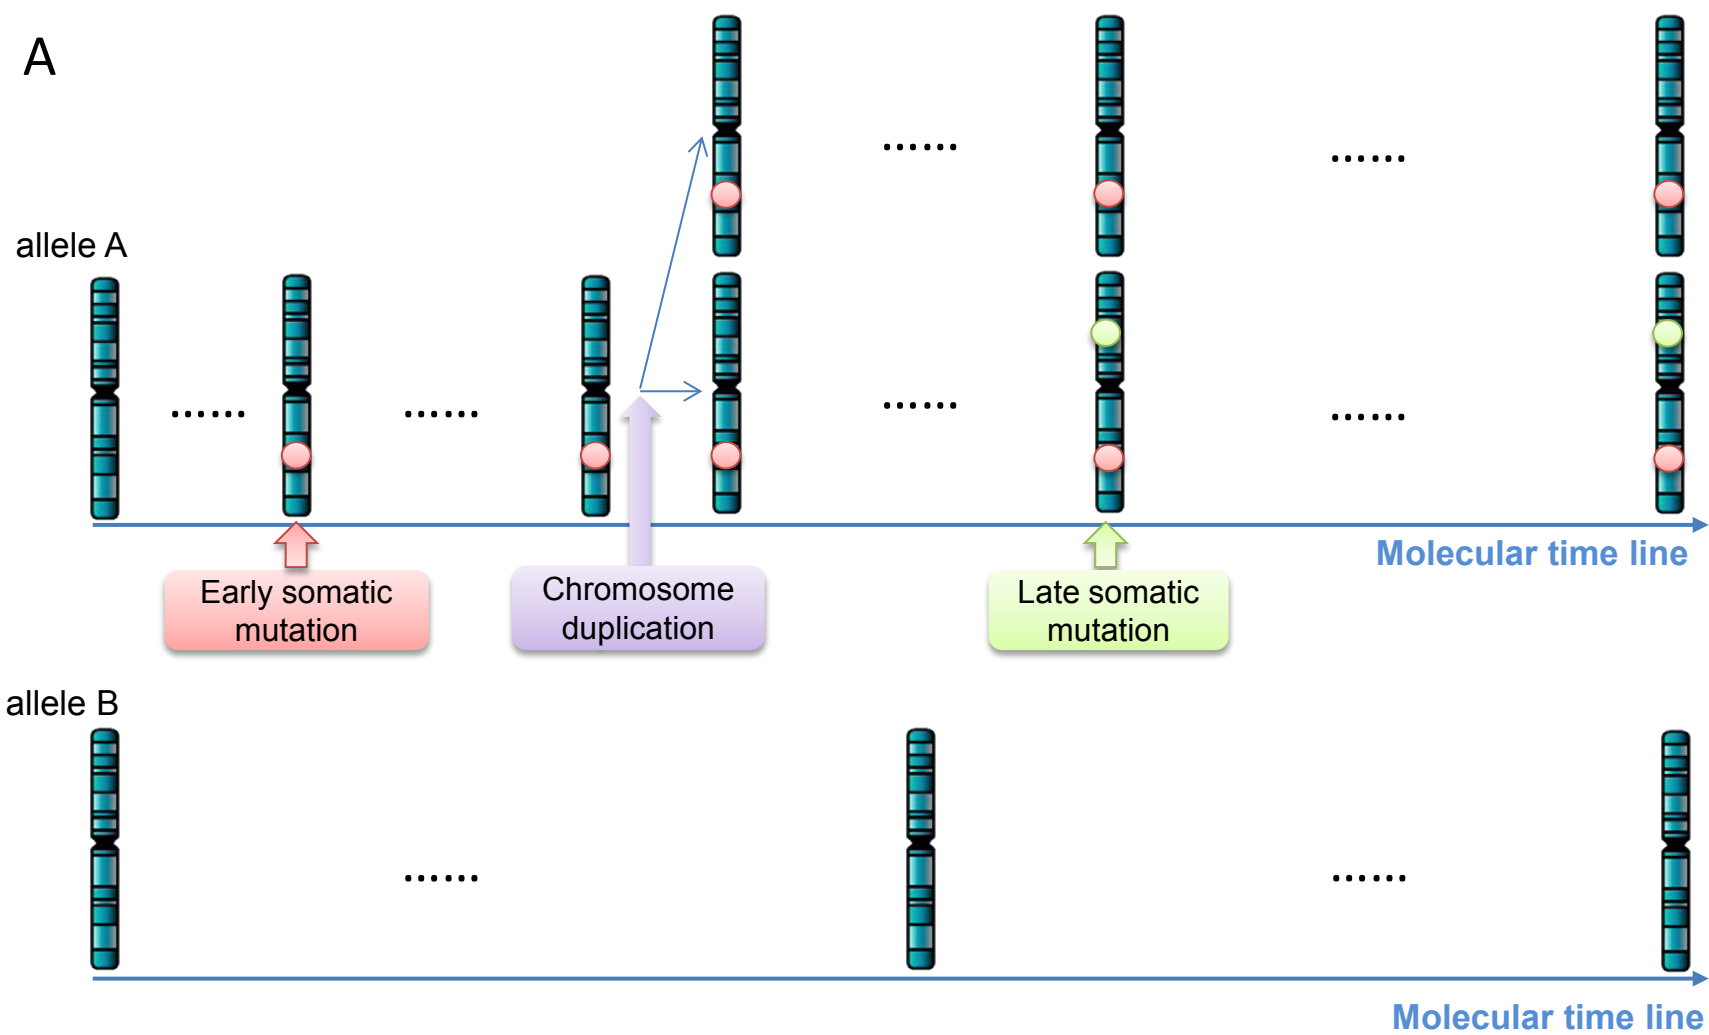 A
allele A
Molecular time line
Early somatic
mutation
Chromosome
duplication
Late somatic
mutation
allele B
Molecular time line